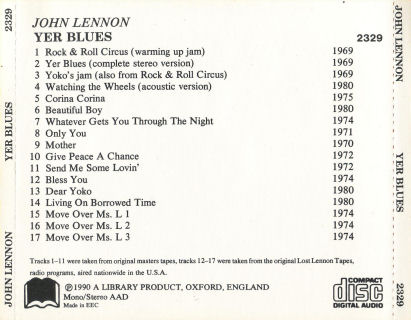 JOHN LENNON
YER BLUES 2329
1 Rock & Roll Circus (warming up jam) 1969
2 Yer Blues (complete stereo version) 1969
3 Yoko's jam (also from Rock & Roll Circus) 1969
4 Watching the Wheels (acoustic version) 1980
5 Corina Corina 1975
6 Beautiful Boy 1980
7 Whatever Gets You Through The Night 1974
8 Only You 1971
9 Mother 1970
10 Give Peace A Chance 1972
11 Send Me Some Lovin' 1972
12 Bless You 1974
13 Dear Yoko 1980
14 Living On Borrowed Time 1980
15 Move Over Ms. L 1 1974
16 Move Over Ms. L 2 1974
17 Move Over Ms. L 3 1974
Tracks 1–11 were taken from original masters tapes, tracks 12–17 were taken from the original Lost Lennon Tapes,
radio programs, aired nationwide in the U.S.A.
℗1990 A LIBRARY PRODUCT, OXFORD, ENGLAND
Mono/Stereo AAD
Made in EEC
COMPACT
disc
DIGITAL AUDIO
JOHN LENNON YER BLUES 2329
JOHN LENNON YER BLUES 2329